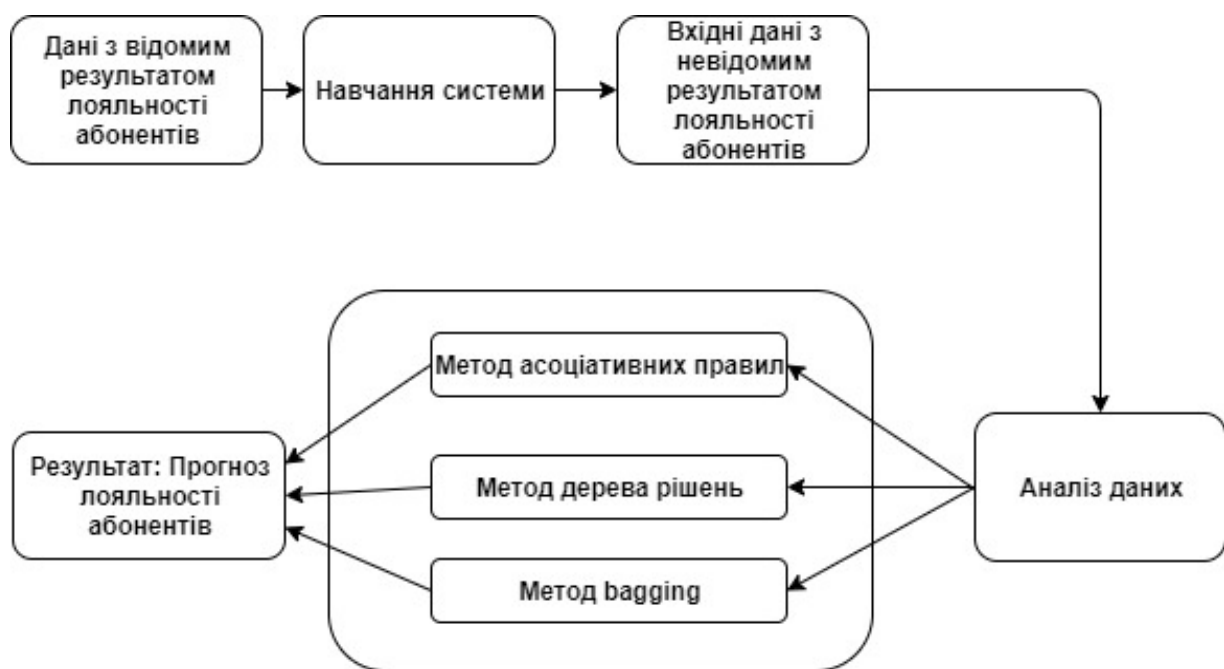 Дані з відомим
результатом
лояльності
абонентів
Навчання системи
Вхідні дані з
невідомим
результатом
лояльності
абонентів
Метод асоціативних правил
Метод дерева рішень
Метод bagging
Аналіз даних
Результат: Прогноз
лояльності
абонентів